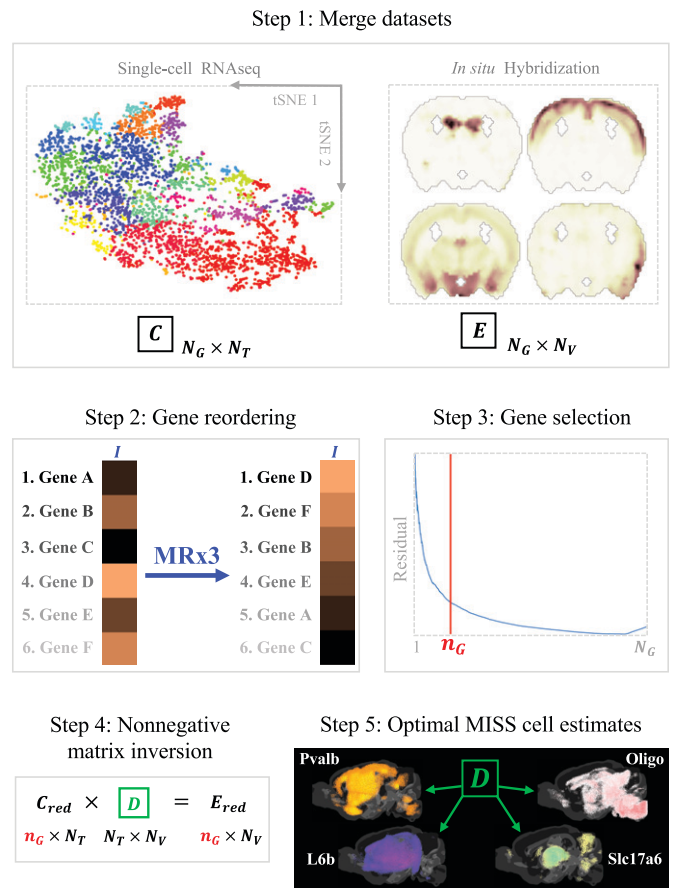 Step 1: Merge datasets
Single-cell RNAseq
tSNE 1
tSNE 2
In situ Hybridization
C N_G × N_T
E N_G × N_V
Step 2: Gene reordering
I
1. Gene A
2. Gene B
3. Gene C
4. Gene D
5. Gene E
6. Gene F
MRx3
I
1. Gene D
2. Gene F
3. Gene B
4. Gene E
5. Gene A
6. Gene C
Step 3: Gene selection
Residual
1 n_G N_G
Step 4: Nonnegative
matrix inversion
C_red × D = E_red
n_G × N_T N_T × N_V n_G × N_V
Step 5: Optimal MISS cell estimates
Pvalb
Oligo
D
L6b
Slc17a6